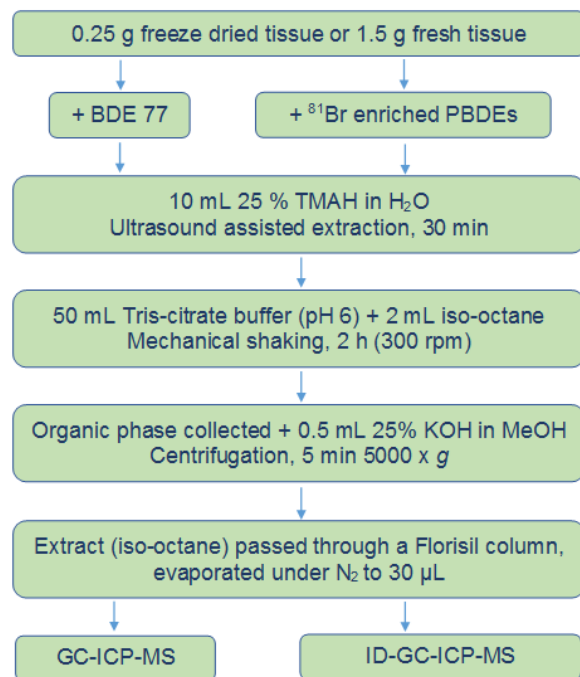 0.25 g freeze dried tissue or 1.5 g fresh tissue
+ BDE 77
+ ⁸¹Br enriched PBDEs
10 mL 25 % TMAH in H₂O
Ultrasound assisted extraction, 30 min
50 mL Tris-citrate buffer (pH 6) + 2 mL iso-octane
Mechanical shaking, 2 h (300 rpm)
Organic phase collected + 0.5 mL 25% KOH in MeOH
Centrifugation, 5 min 5000 x g
Extract (iso-octane) passed through a Florisil column,
evaporated under N₂ to 30 µL
GC-ICP-MS
ID-GC-ICP-MS